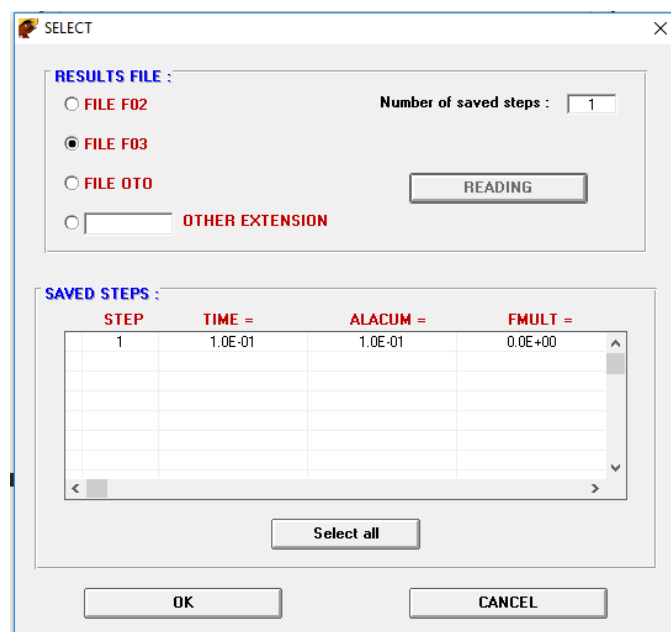 SELECT
RESULTS FILE :
FILE F02
Number of saved steps : 1
FILE F03
FILE OTO
READING
OTHER EXTENSION
SAVED STEPS :
STEP TIME = ALACUM = FMULT =
1 1.0E-01 1.0E-01 0.0E+00
Select all
OK CANCEL